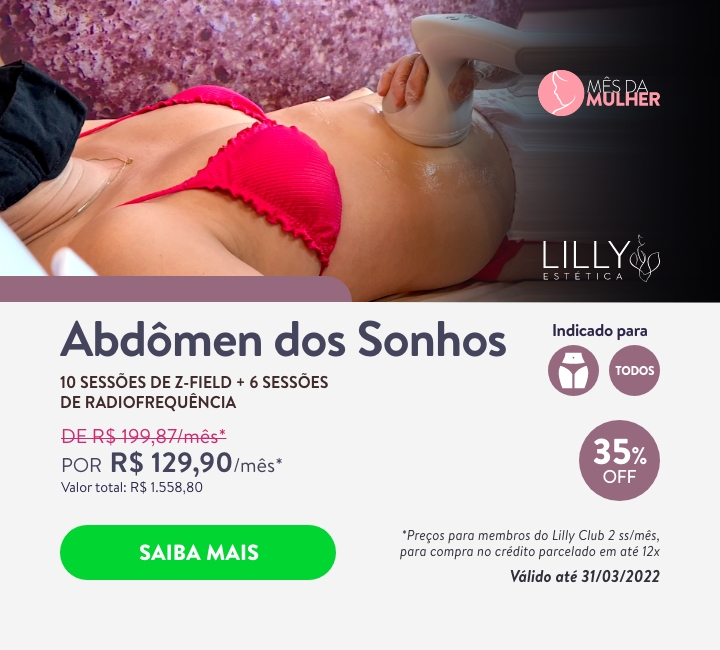 MÊS DA
MULHER
LILLY
ESTÉTICA
Abdômen dos Sonhos
10 SESSÕES DE Z-FIELD + 6 SESSÕES
DE RADIOFREQUÊNCIA
DE R$ 199,87/mês*
POR R$ 129,90/mês*
Valor total: R$ 1.558,80
Indicado para
TODOS
35%
OFF
SAIBA MAIS
*Preços para membros do Lilly Club 2 ss/mês,
para compra no crédito parcelado em até 12x
Válido até 31/03/2022